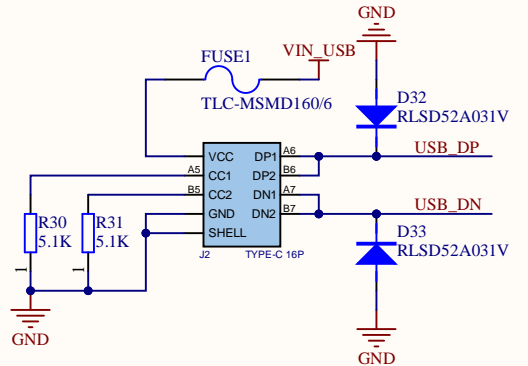 GND
FUSE1
VIN_USB
TLC-MSMD160/6
D32
RLSD52A031V
VCC
DP1
A6
USB_DP
A5
CC1
DP2
B6
B5
CC2
DN1
A7
GND
DN2
B7
USB_DN
SHELL
R30
5.1K
R31
5.1K
D33
RLSD52A031V
J2
TYPE-C 16P
1
1
GND
GND